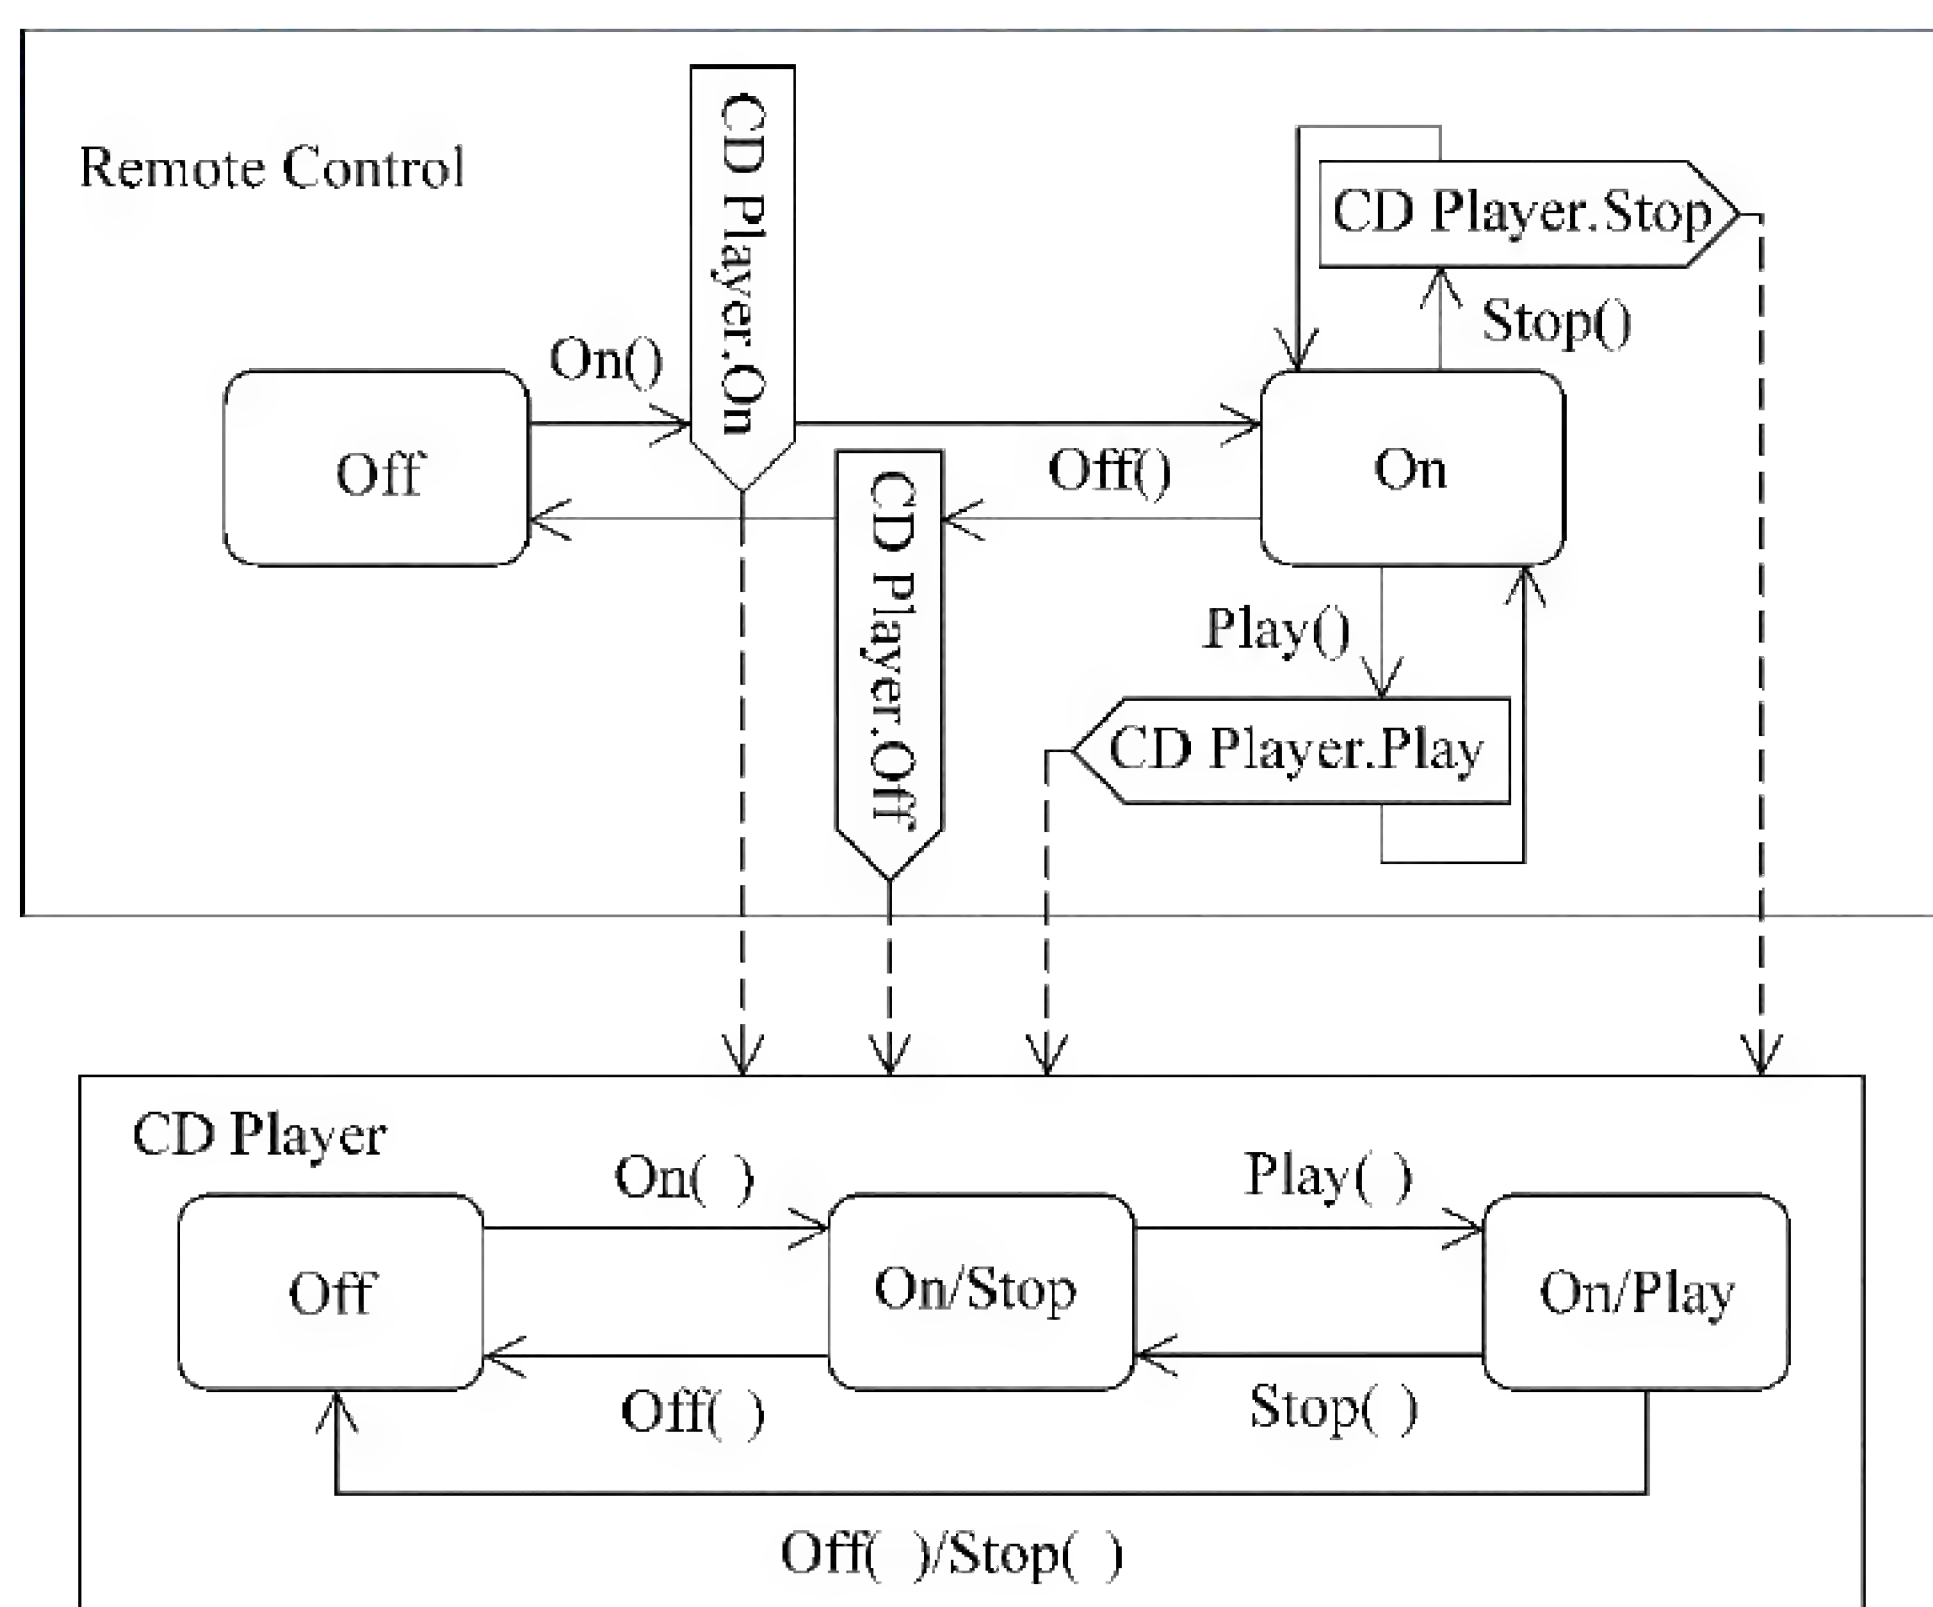 Remote Control
CD Player.On
CD Player.Stop
Stop()
On()
Off
Off()
On
CD Player.Off
Play()
CD Player.Play
CD Player
On( )
Play( )
Off
On/Stop
On/Play
Off( )
Stop( )
Off( )/Stop( )